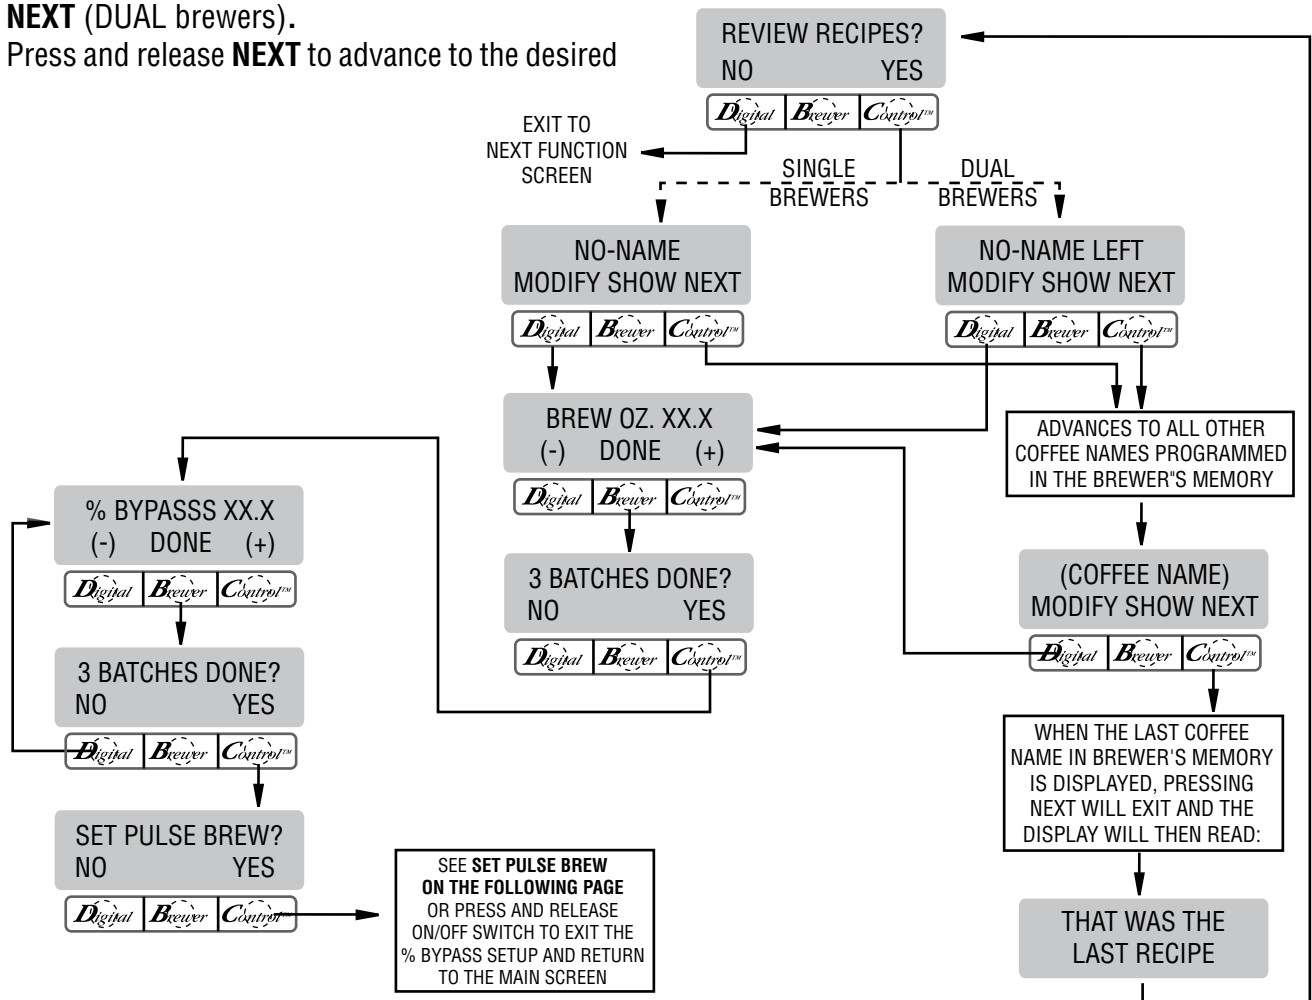 NEXT (DUAL brewers).
Press and release NEXT to advance to the desired
REVIEW RECIPES?
NO YES
Digital Brewer Control™
EXIT TO
NEXT FUNCTION
SCREEN
SINGLE
BREWERS
DUAL
BREWERS
NO-NAME
MODIFY SHOW NEXT
Digital Brewer Control™
NO-NAME LEFT
MODIFY SHOW NEXT
Digital Brewer Control™
BREW OZ. XX.X
(-) DONE (+)
Digital Brewer Control™
ADVANCES TO ALL OTHER
COFFEE NAMES PROGRAMMED
IN THE BREWER"S MEMORY
% BYPASSS XX.X
(-) DONE (+)
Digital Brewer Control™
3 BATCHES DONE?
NO YES
Digital Brewer Control™
(COFFEE NAME)
MODIFY SHOW NEXT
Digital Brewer Control™
3 BATCHES DONE?
NO YES
Digital Brewer Control™
WHEN THE LAST COFFEE
NAME IN BREWER'S MEMORY
IS DISPLAYED, PRESSING
NEXT WILL EXIT AND THE
DISPLAY WILL THEN READ:
SET PULSE BREW?
NO YES
Digital Brewer Control™
SEE SET PULSE BREW
ON THE FOLLOWING PAGE
OR PRESS AND RELEASE
ON/OFF SWITCH TO EXIT THE
% BYPASS SETUP AND RETURN
TO THE MAIN SCREEN
THAT WAS THE
LAST RECIPE